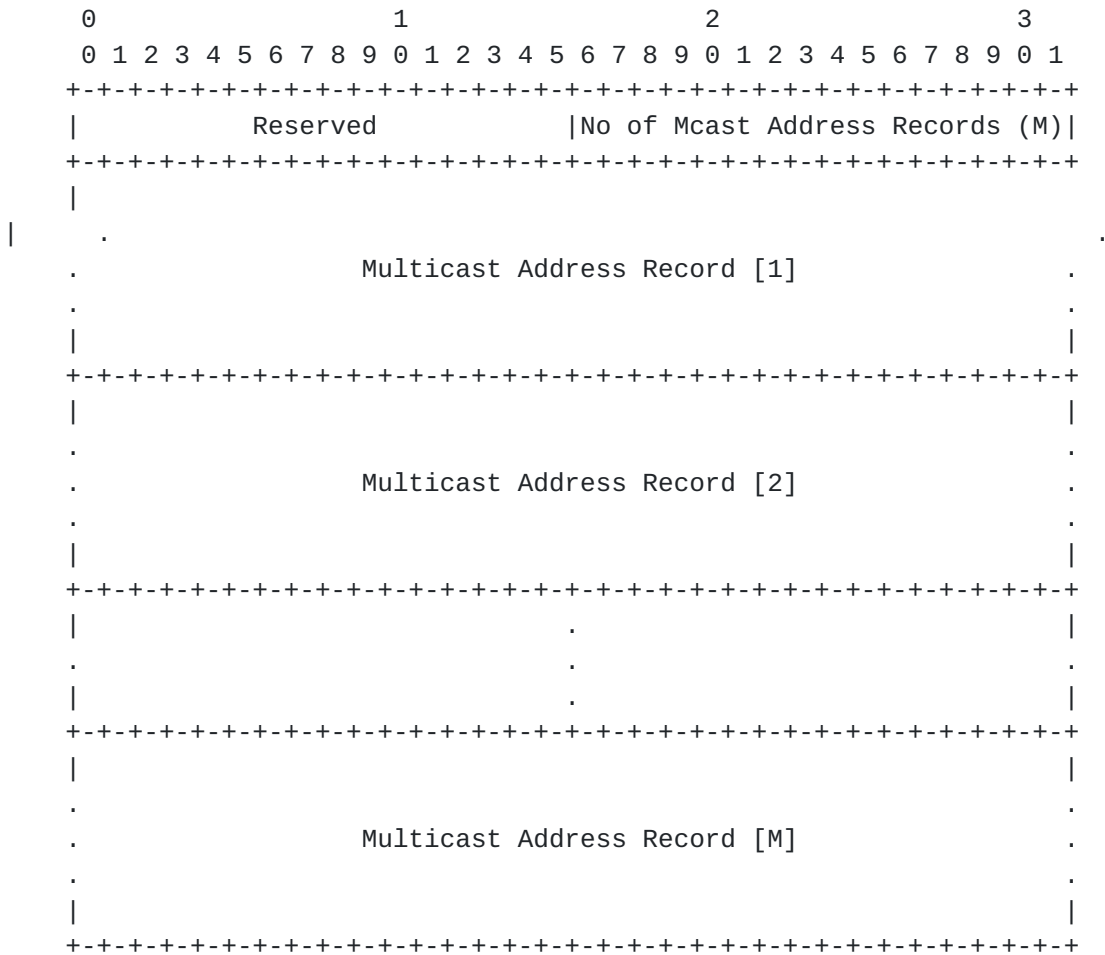 0                   1                   2                   3
 0 1 2 3 4 5 6 7 8 9 0 1 2 3 4 5 6 7 8 9 0 1 2 3 4 5 6 7 8 9 0 1
+-+-+-+-+-+-+-+-+-+-+-+-+-+-+-+-+-+-+-+-+-+-+-+-+-+-+-+-+-+-+-+-+
|           Reserved            |No of Mcast Address Records (M)|
+-+-+-+-+-+-+-+-+-+-+-+-+-+-+-+-+-+-+-+-+-+-+-+-+-+-+-+-+-+-+-+-+
|
|     .                                                               .
.                  Multicast Address Record [1]                 .
.                                                               .
|                                                               |
+-+-+-+-+-+-+-+-+-+-+-+-+-+-+-+-+-+-+-+-+-+-+-+-+-+-+-+-+-+-+-+-+
|                                                               |
.                                                               .
.                  Multicast Address Record [2]                 .
.                                                               .
|                                                               |
+-+-+-+-+-+-+-+-+-+-+-+-+-+-+-+-+-+-+-+-+-+-+-+-+-+-+-+-+-+-+-+-+
|                               .                               |
.                               .                               .
|                               .                               |
+-+-+-+-+-+-+-+-+-+-+-+-+-+-+-+-+-+-+-+-+-+-+-+-+-+-+-+-+-+-+-+-+
|                                                               |
.                                                               .
.                  Multicast Address Record [M]                 .
.                                                               .
|                                                               |
+-+-+-+-+-+-+-+-+-+-+-+-+-+-+-+-+-+-+-+-+-+-+-+-+-+-+-+-+-+-+-+-+